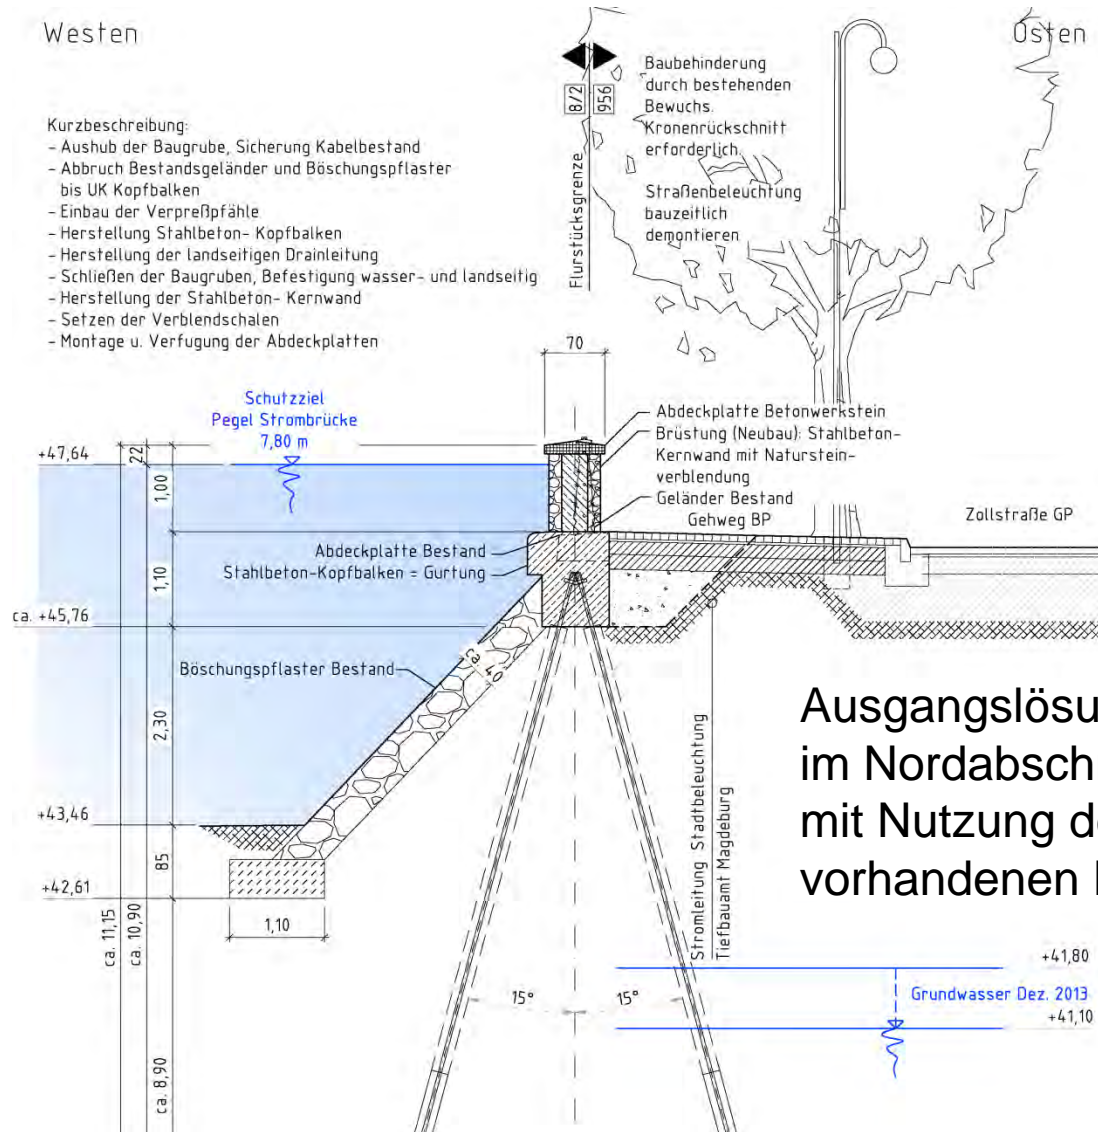 Westen
Osten
Kurzbeschreibung:
- Aushub der Baugrube, Sicherung Kabelbestand
- Abbruch Bestandsgeländer und Böschungspflaster
bis UK Kopfbalken
- Einbau der Verpreßpfähle
- Herstellung Stahlbeton- Kopfbalken
- Herstellung der landseitigen Drainleitung
- Schließen der Baugruben, Befestigung wasser- und landseitig
- Herstellung der Stahlbeton- Kernwand
- Setzen der Verblendschalen
- Montage u. Verfugung der Abdeckplatten
Flurstücksgrenze
8/2
956
Baubehinderung
durch bestehenden
Bewuchs.
Kronenrückschnitt
erforderlich.
Straßenbeleuchtung
bauzeitlich
demontieren
70
Schutzziel
Pegel Strombrücke
7,80 m
+47,64
22
1,00
1,10
ca. +45,76
2,30
+43,46
85
+42,61
ca. 11,15
ca. 10,90
ca. 8,90
1,10
Abdeckplatte Betonwerkstein
Brüstung (Neubau): Stahlbeton-
Kernwand mit Naturstein-
verblendung
Geländer Bestand
Gehweg BP
Zollstraße GP
Abdeckplatte Bestand
Stahlbeton-Kopfbalken = Gurtung
Böschungspflaster Bestand
ca. 40
Stromleitung Stadtbeleuchtung
Tiefbauamt Magdeburg
15°
15°
Ausgangslösu
im Nordabsch
mit Nutzung de
vorhandenen
+41,80
Grundwasser Dez. 2013
+41,10